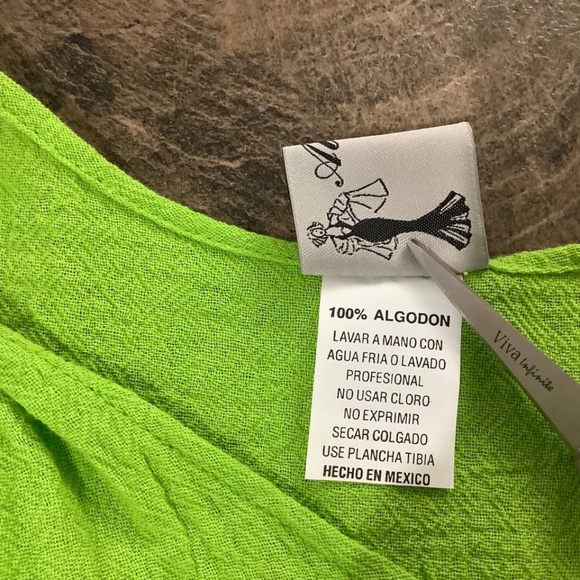 100% ALGODON
LAVAR A MANO CON
AGUA FRIA O LAVADO
PROFESIONAL
NO USAR CLORO
NO EXPRIMIR
SECAR COLGADO
USE PLANCHA TIBIA
HECHO EN MEXICO
Viva Infinite